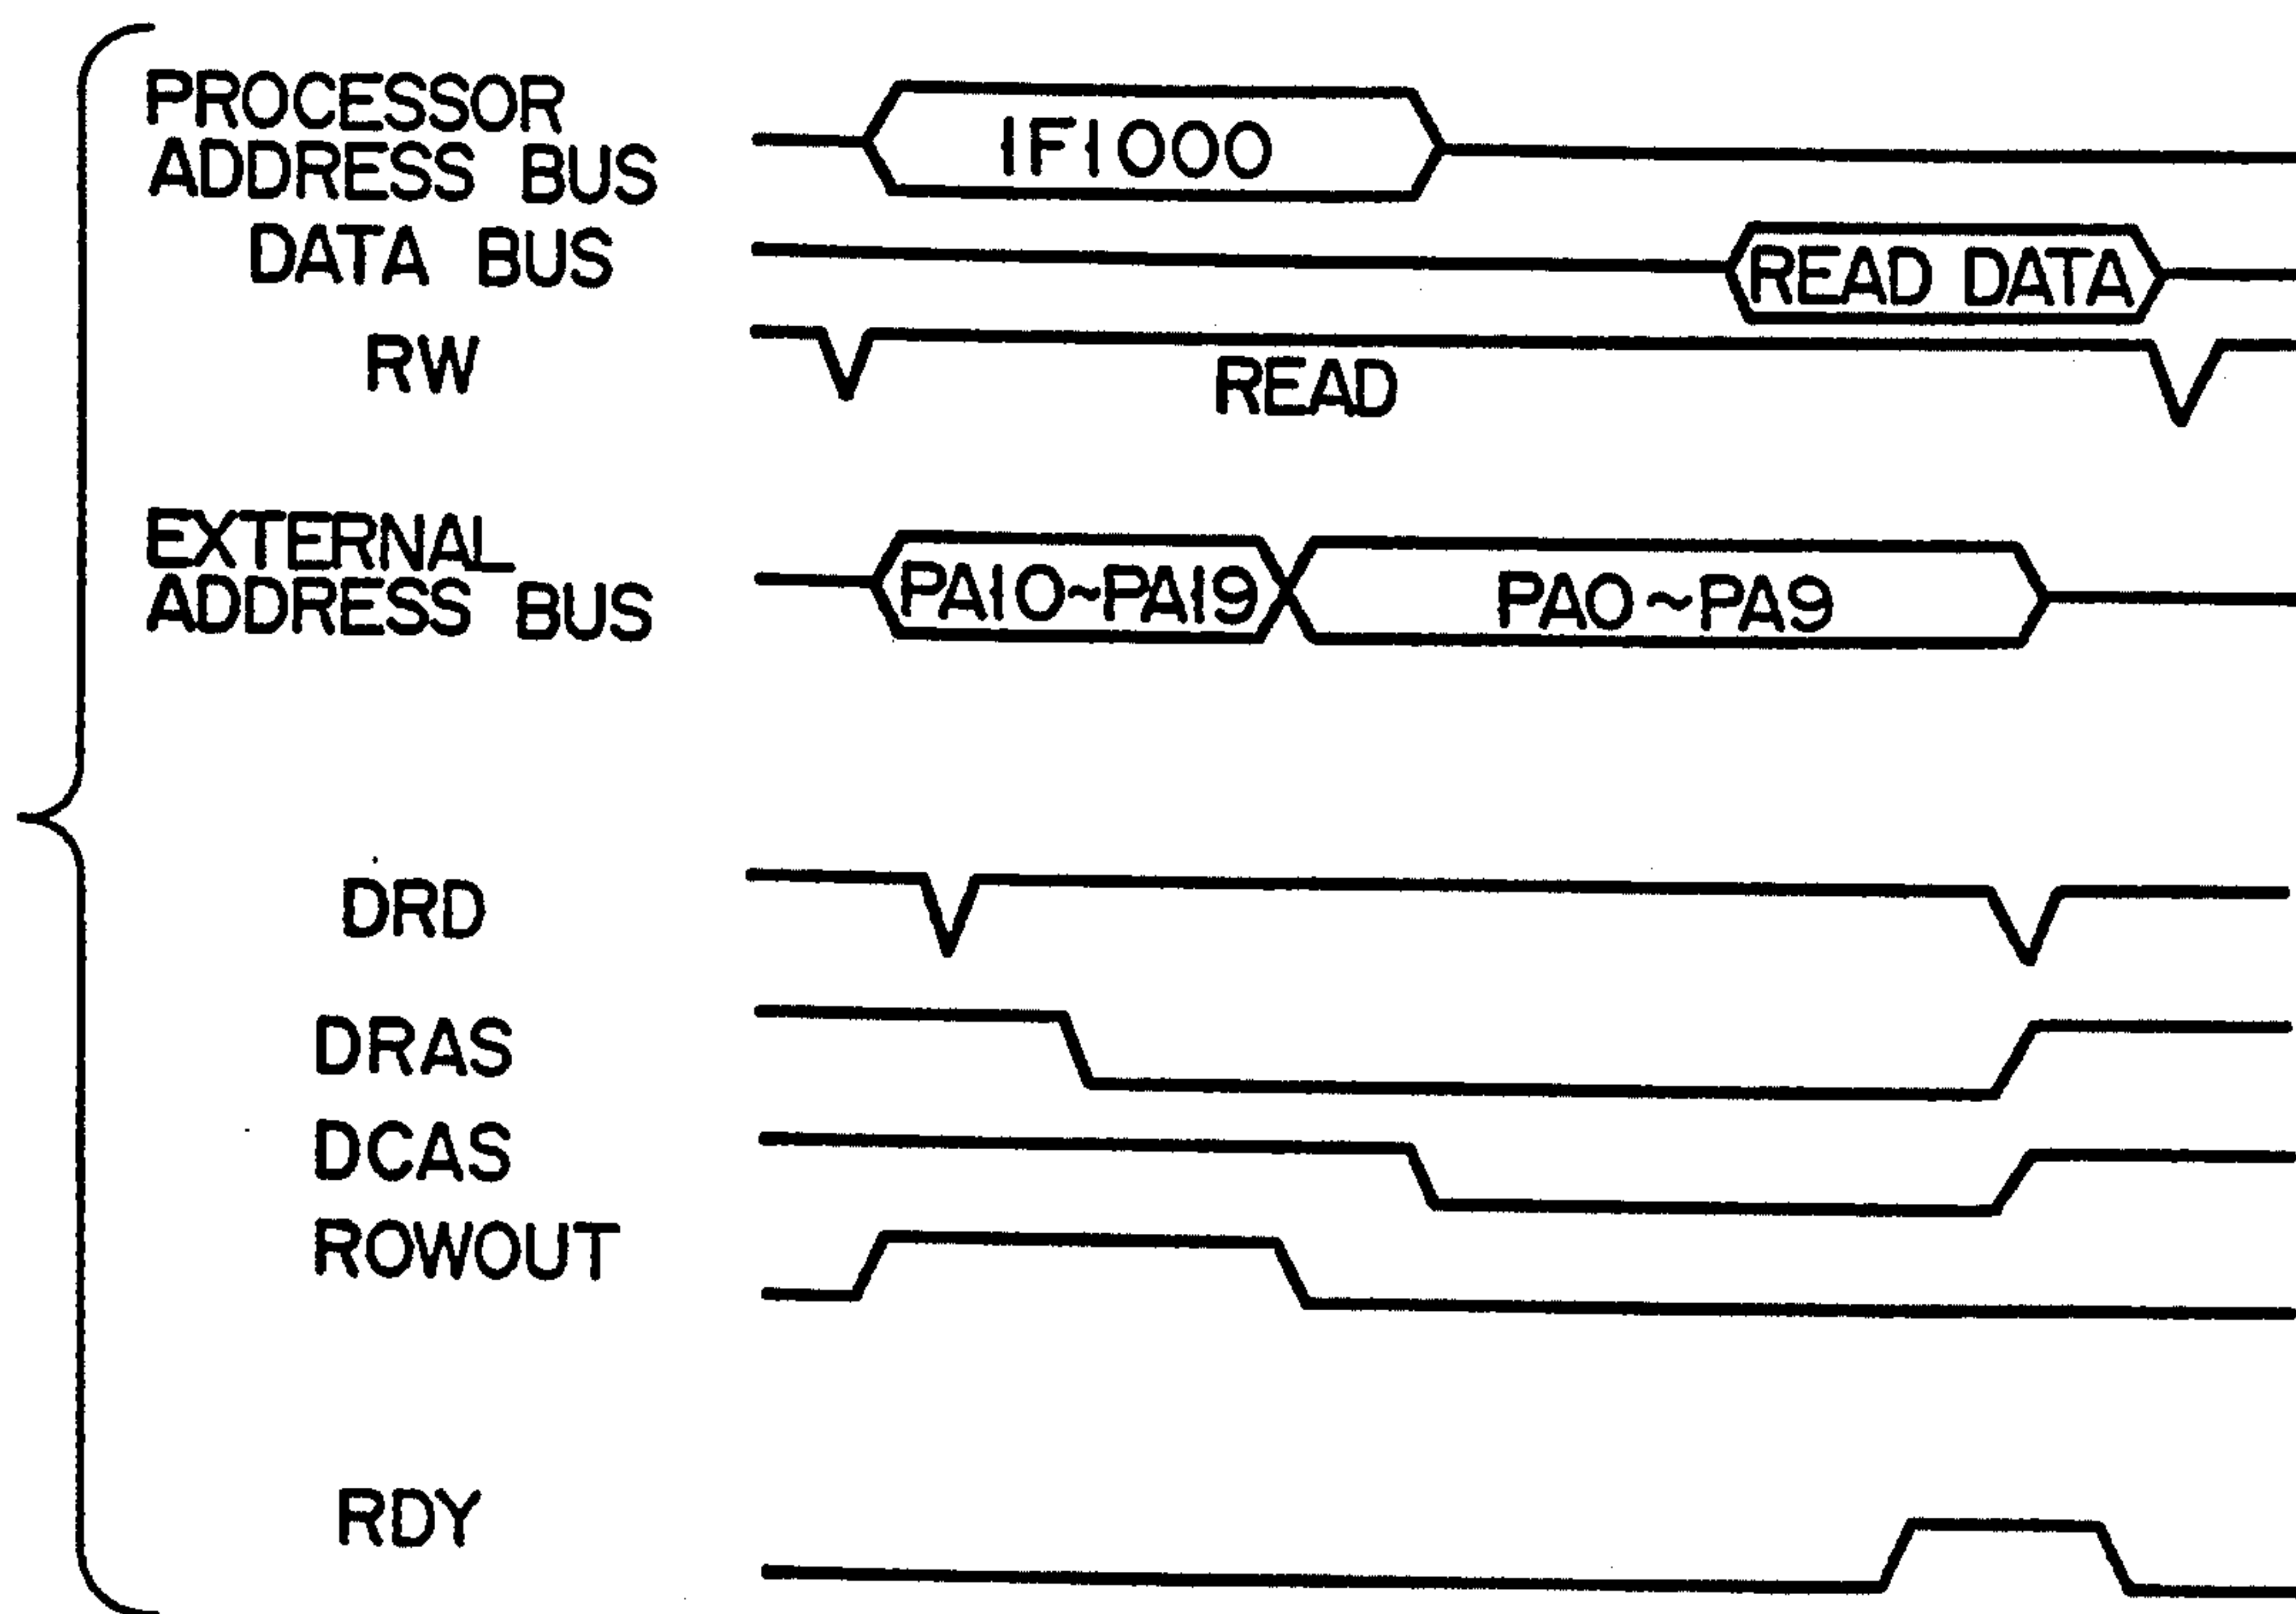 PROCESSOR
ADDRESS BUS
1F1000
DATA BUS
READ DATA
RW
READ
EXTERNAL
ADDRESS BUS
PA10~PA19
PA0~PA9
DRD
DRAS
DCAS
ROWOUT
RDY